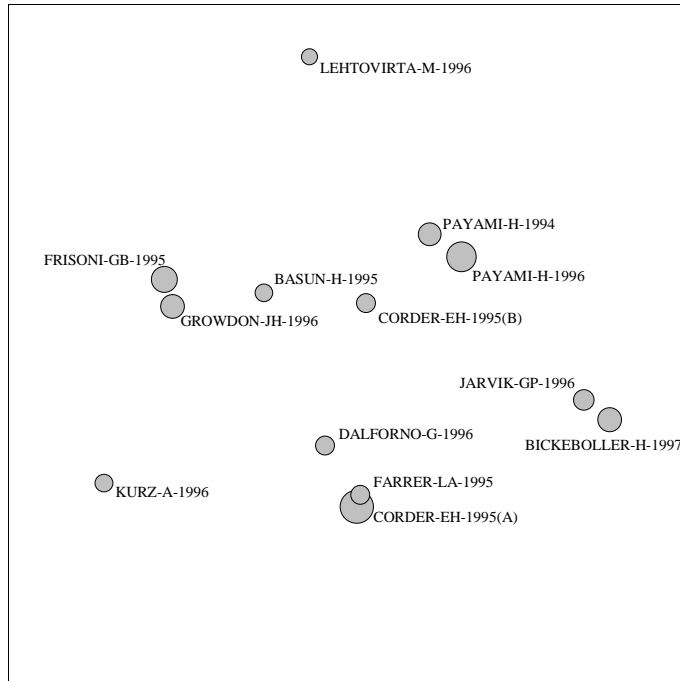 LEHTOVIRTA-M-1996
PAYAMI-H-1994
FRISONI-GB-1995
PAYAMI-H-1996
BASUN-H-1995
GROWDON-JH-1996
CORDER-EH-1995(B)
JARVIK-GP-1996
DALFORNO-G-1996
BICKEBOLLER-H-1997
FARRER-LA-1995
KURZ-A-1996
CORDER-EH-1995(A)